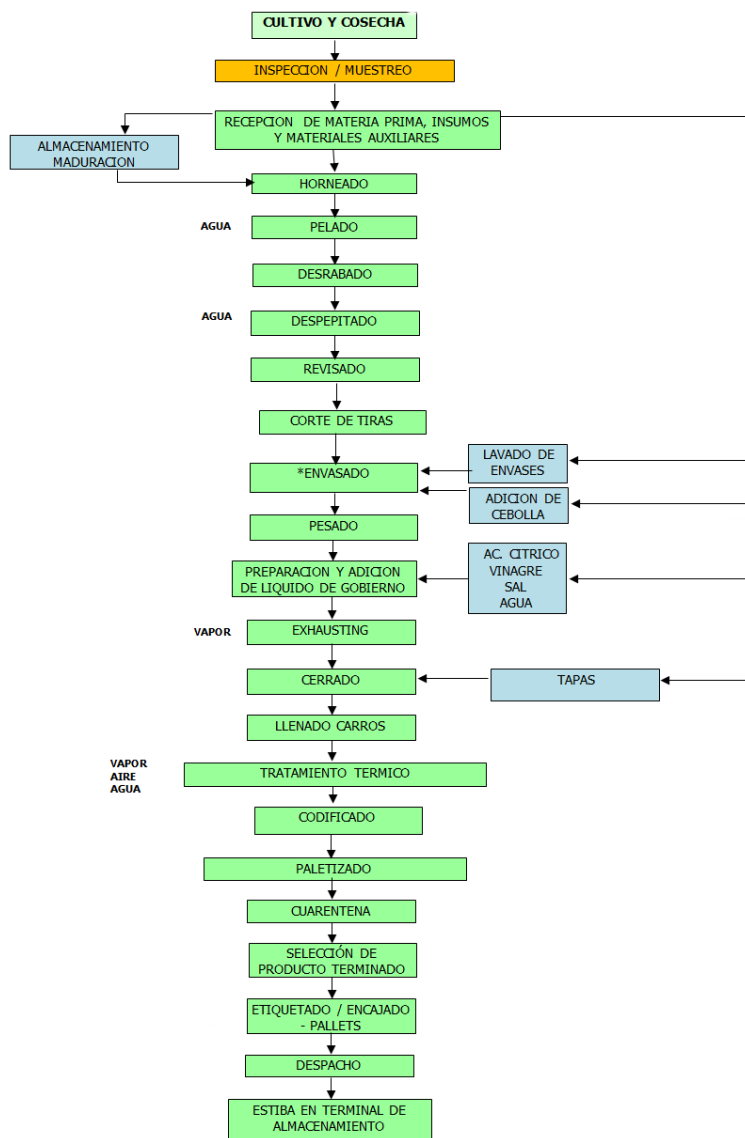 CULTIVO Y COSECHA
INSPECCION / MUESTREO
RECEPCION DE MATERIA PRIMA, INSUMOS
Y MATERIALES AUXILIARES
ALMACENAMIENTO
MADURACION
HORNEADO
AGUA
PELADO
DESRABADO
AGUA
DESPEPITADO
REVISADO
CORTE DE TIRAS
LAVADO DE
ENVASES
*ENVASADO
ADICION DE
CEBOLLA
PESADO
PREPARACION Y ADICION
DE LIQUIDO DE GOBIERNO
AC. CITRICO
VINAGRE
SAL
AGUA
VAPOR
EXHAUSTING
CERRADO
TAPAS
LLENADO CARROS
VAPOR
AIRE
AGUA
TRATAMIENTO TERMICO
CODIFICADO
PALETIZADO
CUARENTENA
SELECCIÓN DE
PRODUCTO TERMINADO
ETIQUETADO / ENCAJADO
- PALLETS
DESPACHO
ESTIBA EN TERMINAL DE
ALMACENAMIENTO